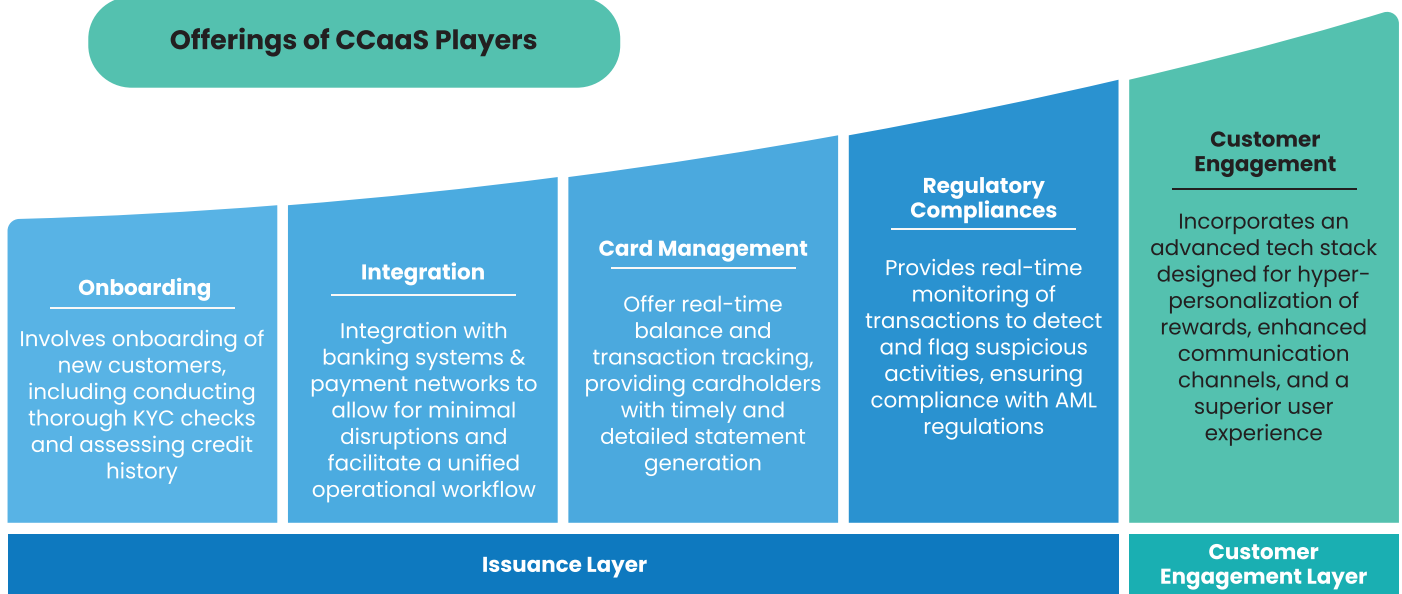 Offerings of CCaaS Players
Onboarding
Involves onboarding of
new customers,
including conducting
thorough KYC checks
and assessing credit
history
Integration
Integration with
banking systems &
payment networks to
allow for minimal
disruptions and
facilitate a unified
operational workflow
Card Management
Offer real-time
balance and
transaction tracking,
providing cardholders
with timely and
detailed statement
generation
Regulatory
Compliances
Provides real-time
monitoring of
transactions to detect
and flag suspicious
activities, ensuring
compliance with AML
regulations
Customer
Engagement
Incorporates an
advanced tech stack
designed for hyper-
personalization of
rewards, enhanced
communication
channels, and a
superior user
experience
Issuance Layer
Customer
Engagement Layer